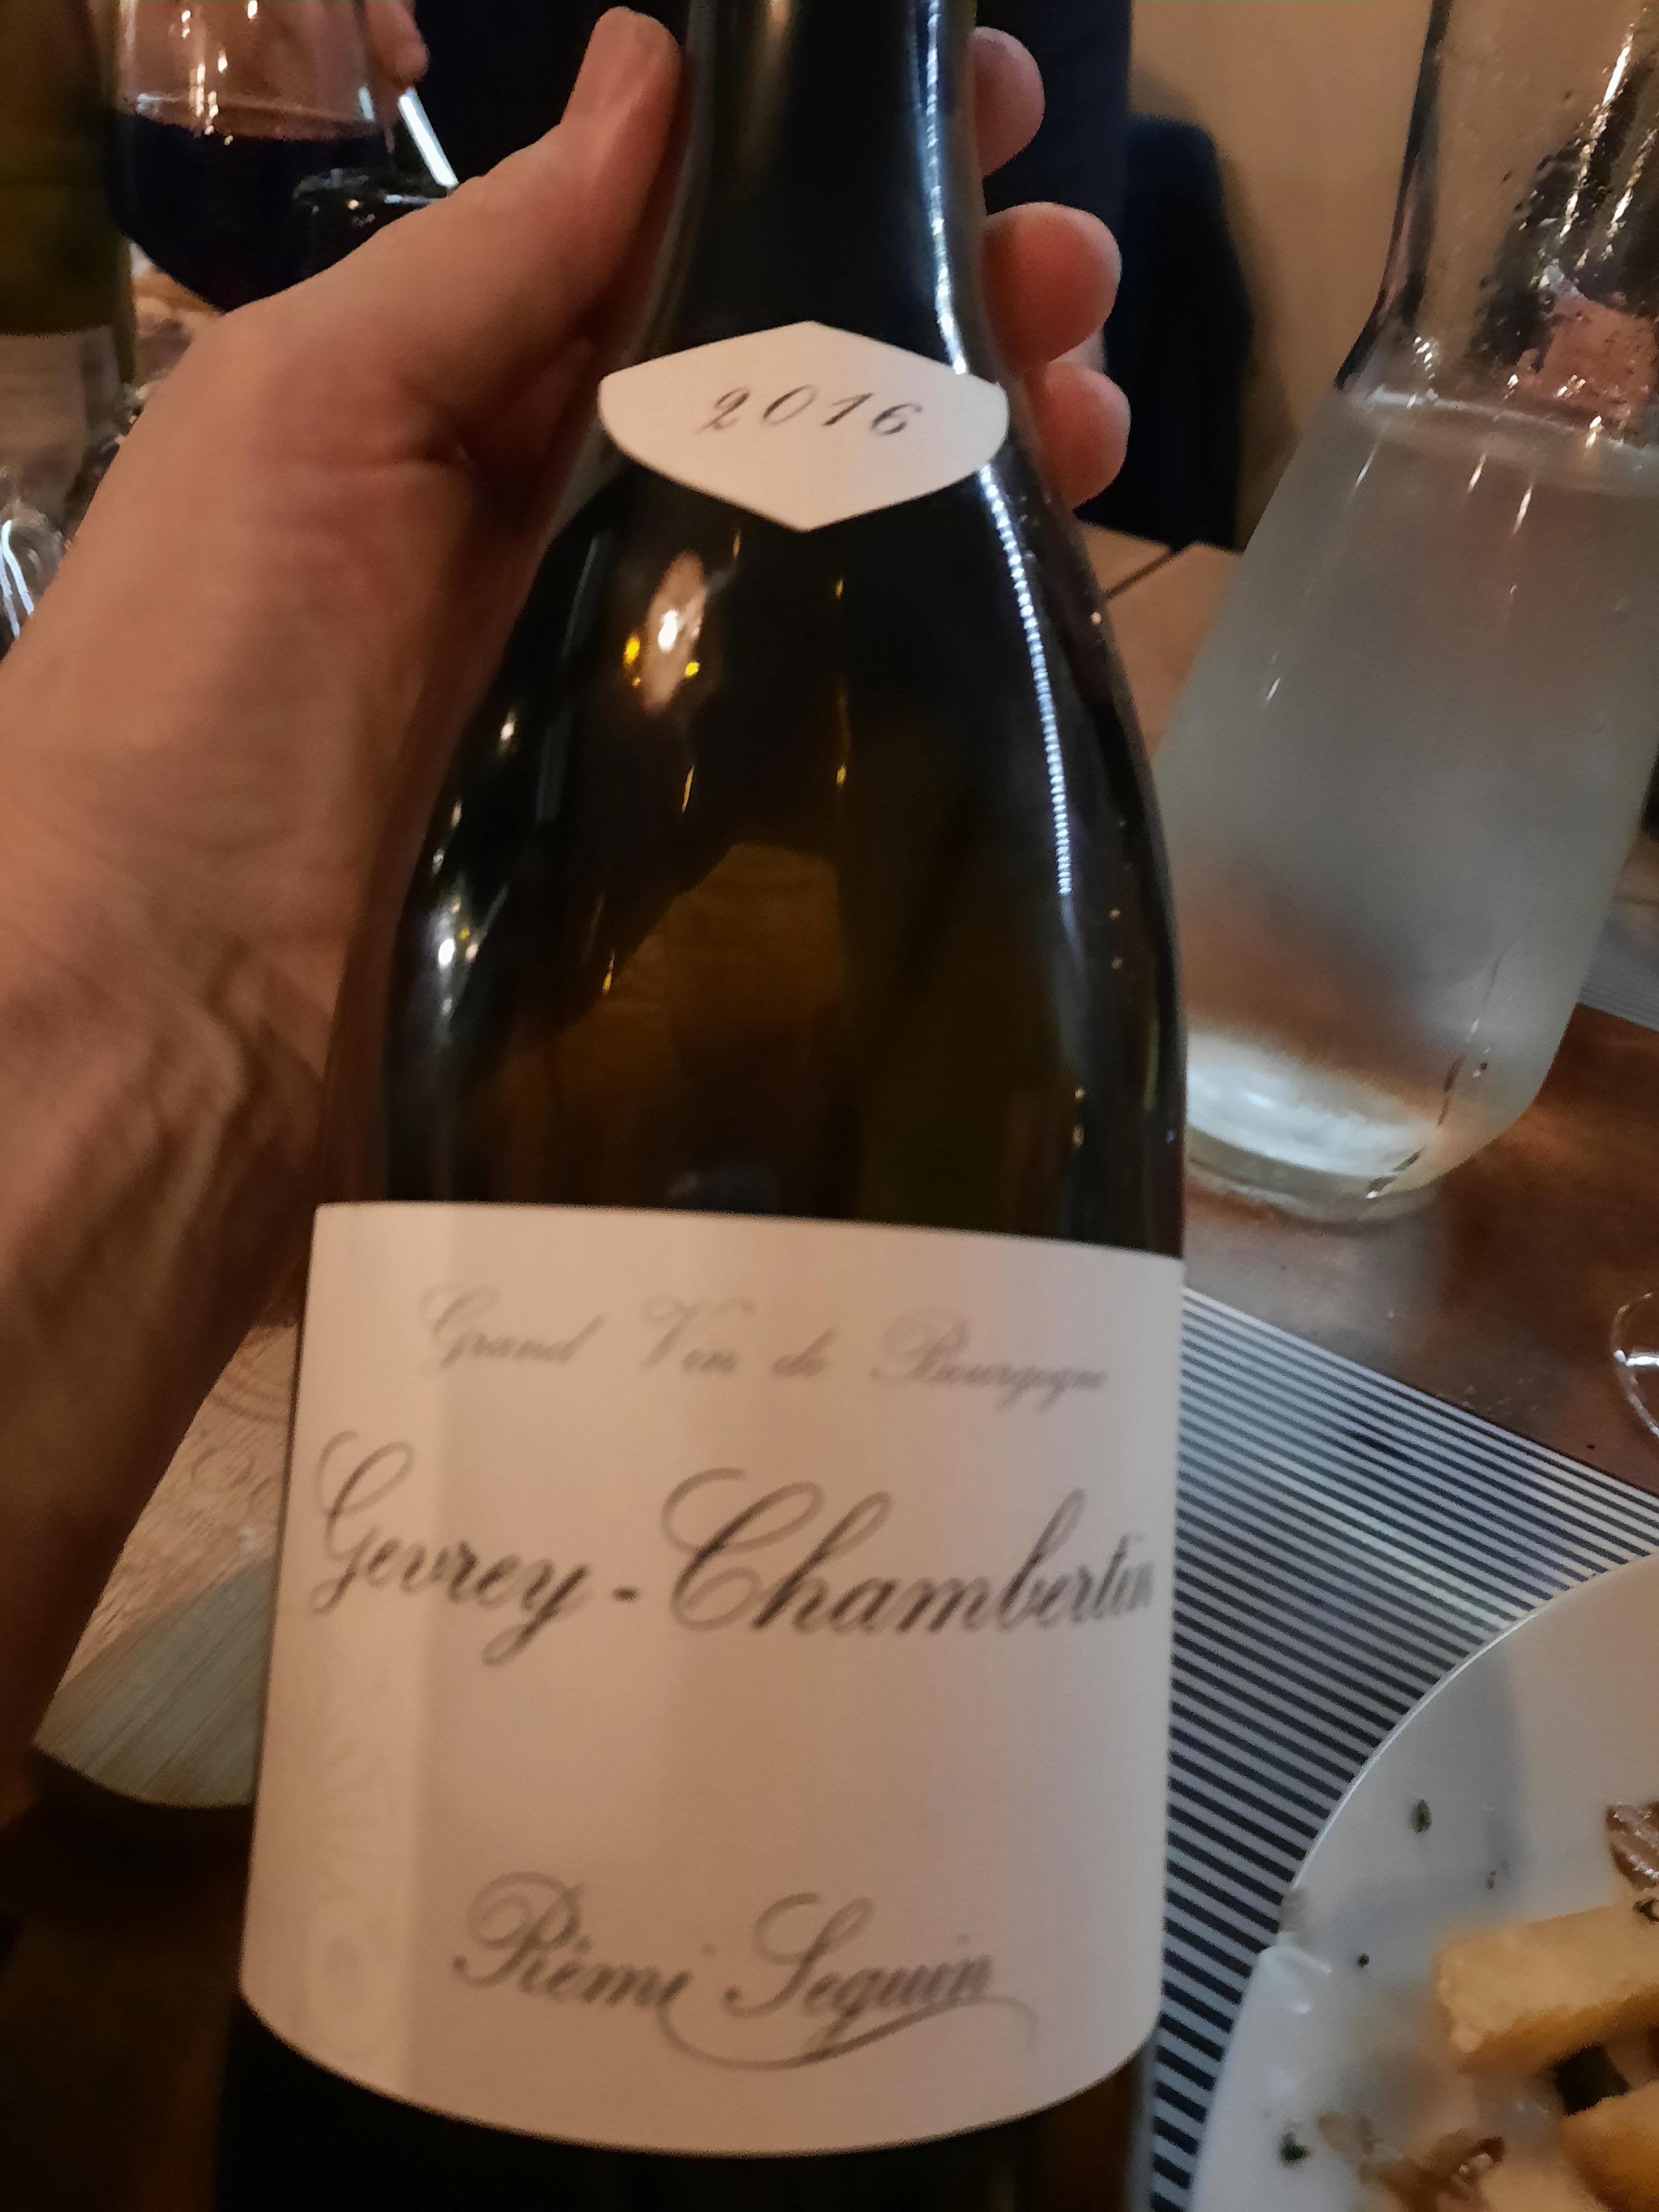 2016
Grand Vin de Bourgogne
Gevrey-Chambertin
Rémi Seguin